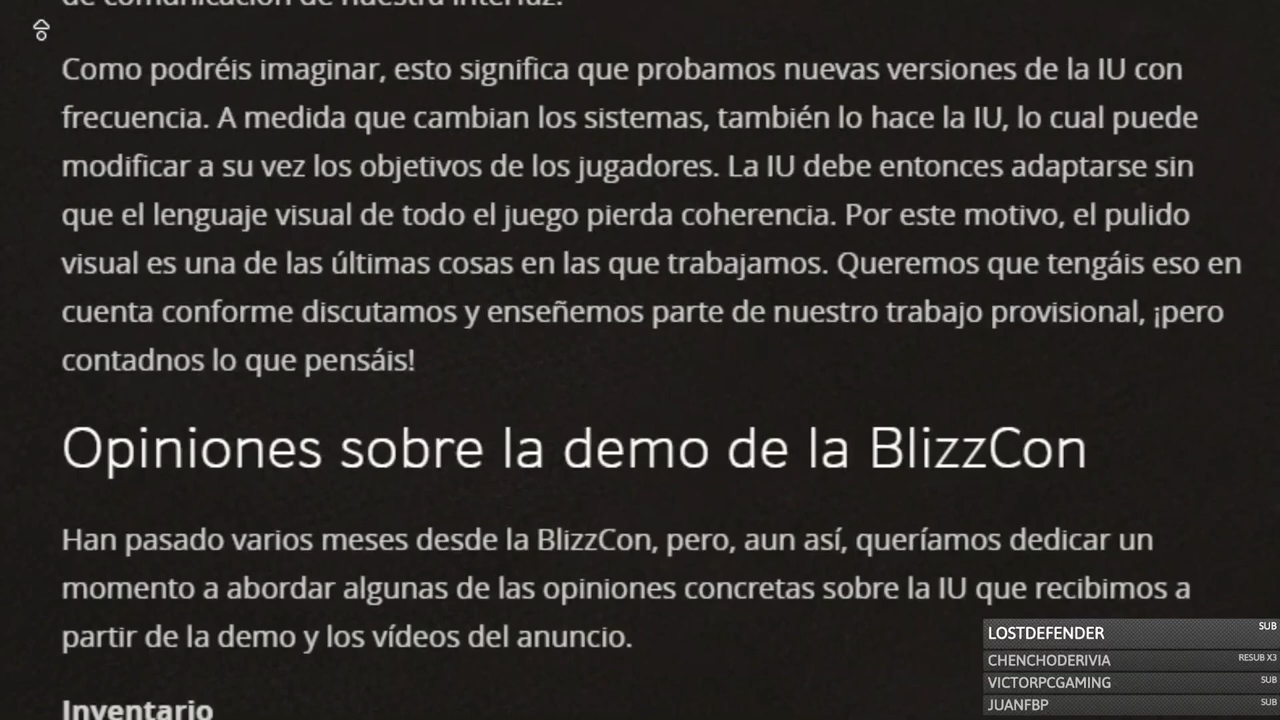 de comunicación de nuestra interfaz.
Como podréis imaginar, esto significa que probamos nuevas versiones de la IU con
frecuencia. A medida que cambian los sistemas, también lo hace la IU, lo cual puede
modificar a su vez los objetivos de los jugadores. La IU debe entonces adaptarse sin
que el lenguaje visual de todo el juego pierda coherencia. Por este motivo, el pulido
visual es una de las últimas cosas en las que trabajamos. Queremos que tengáis eso en
cuenta conforme discutamos y enseñemos parte de nuestro trabajo provisional, ¡pero
contadnos lo que pensáis!
Opiniones sobre la demo de la BlizzCon
Han pasado varios meses desde la BlizzCon, pero, aun así, queríamos dedicar un
momento a abordar algunas de las opiniones concretas sobre la IU que recibimos a
partir de la demo y los vídeos del anuncio.
Inventario
LOSTDEFENDER SUB
CHENCHODERIVIA RESUB X3
VICTORPCGAMING SUB
JUANFBP SUB